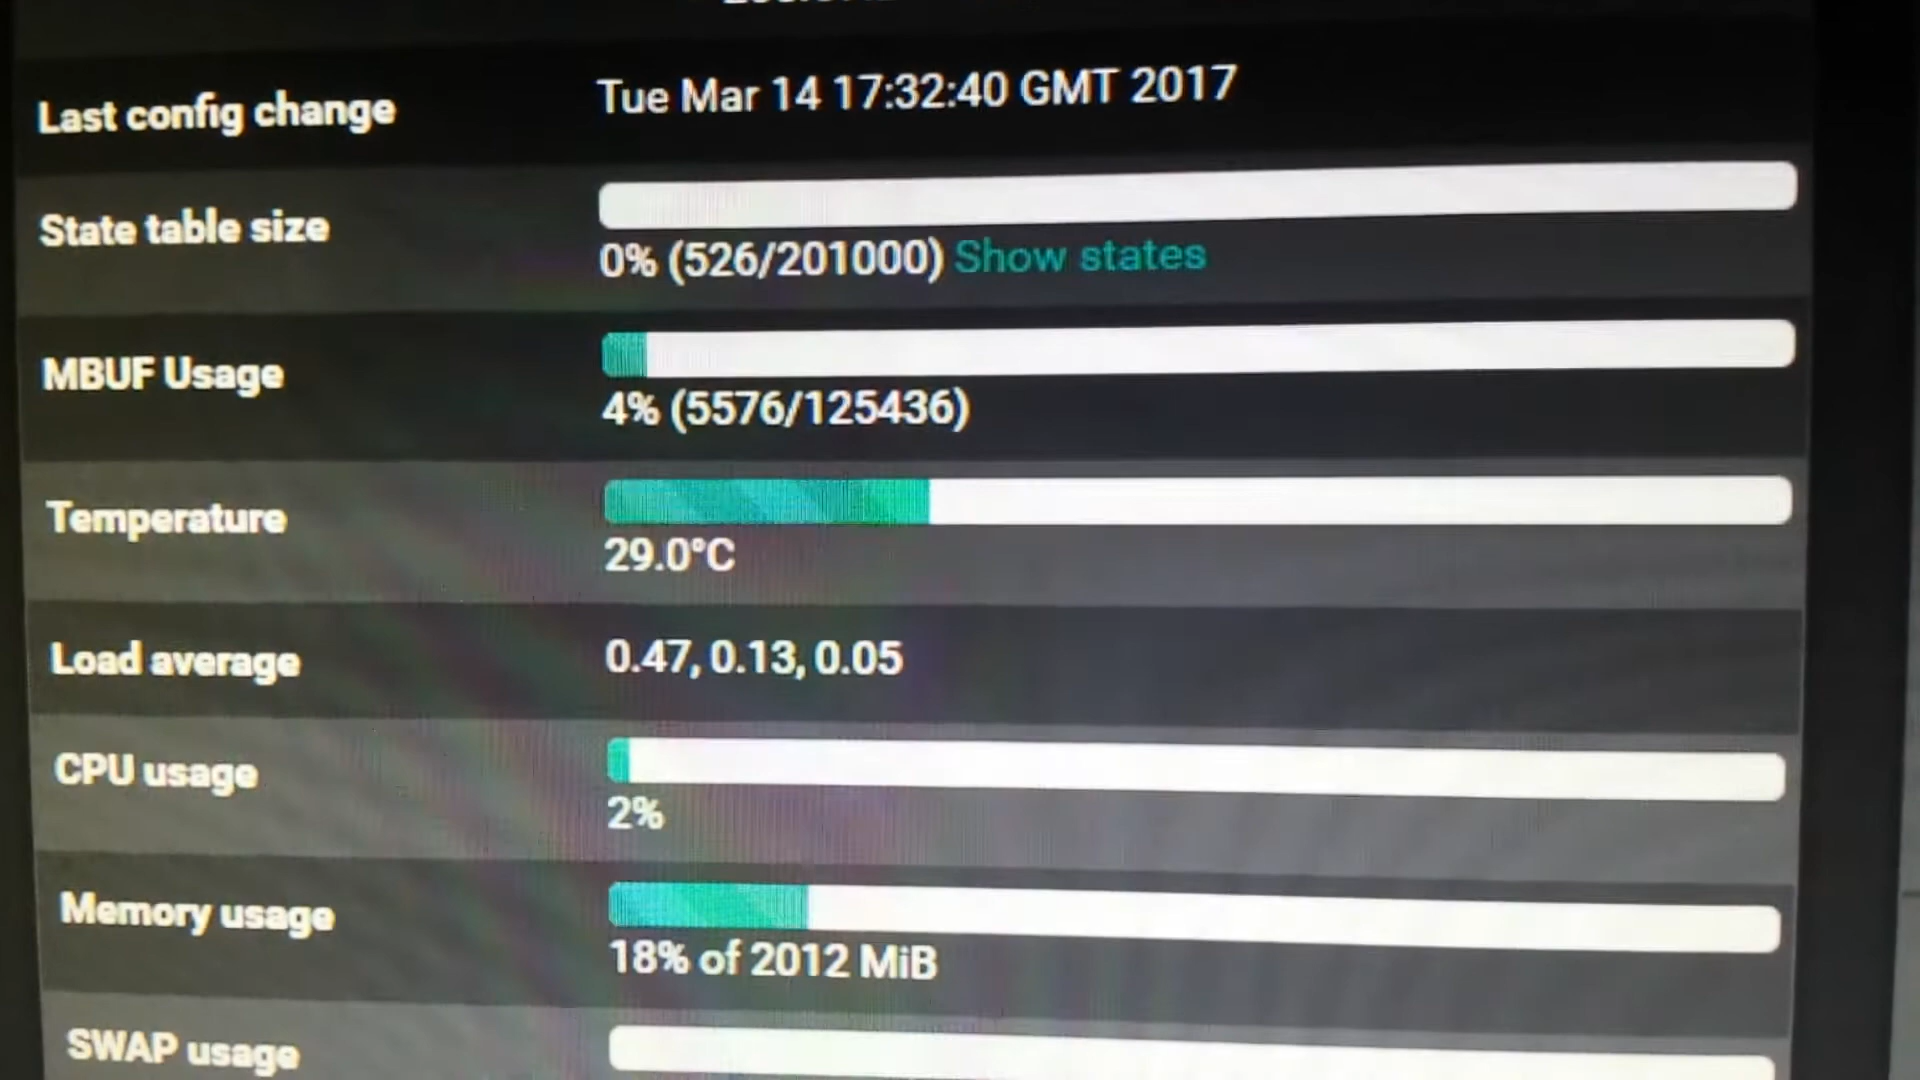 Last config change
Tue Mar 14 17:32:40 GMT 2017
State table size
0% (526/201000) Show states
MBUF Usage
4% (5576/125436)
Temperature
29.0°C
Load average
0.47, 0.13, 0.05
CPU usage
2%
Memory usage
18% of 2012 MiB
SWAP usage